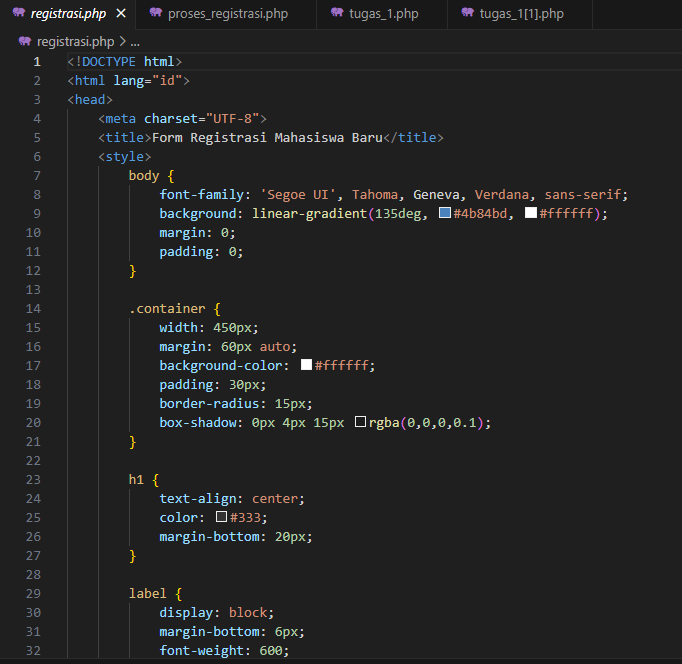 registrasi.php × proses_registrasi.php tugas_1.php tugas_1[1].php
registrasi.php > ...
1 <!DOCTYPE html>
2 <html lang="id">
3 <head>
4     <meta charset="UTF-8">
5     <title>Form Registrasi Mahasiswa Baru</title>
6     <style>
7         body {
8             font-family: 'Segoe UI', Tahoma, Geneva, Verdana, sans-serif;
9             background: linear-gradient(135deg, #4b84bd, #ffffff);
10             margin: 0;
11             padding: 0;
12         }
13
14         .container {
15             width: 450px;
16             margin: 60px auto;
17             background-color: #ffffff;
18             padding: 30px;
19             border-radius: 15px;
20             box-shadow: 0px 4px 15px rgba(0,0,0,0.1);
21         }
22
23         h1 {
24             text-align: center;
25             color: #333;
26             margin-bottom: 20px;
27         }
28
29         label {
30             display: block;
31             margin-bottom: 6px;
32             font-weight: 600;